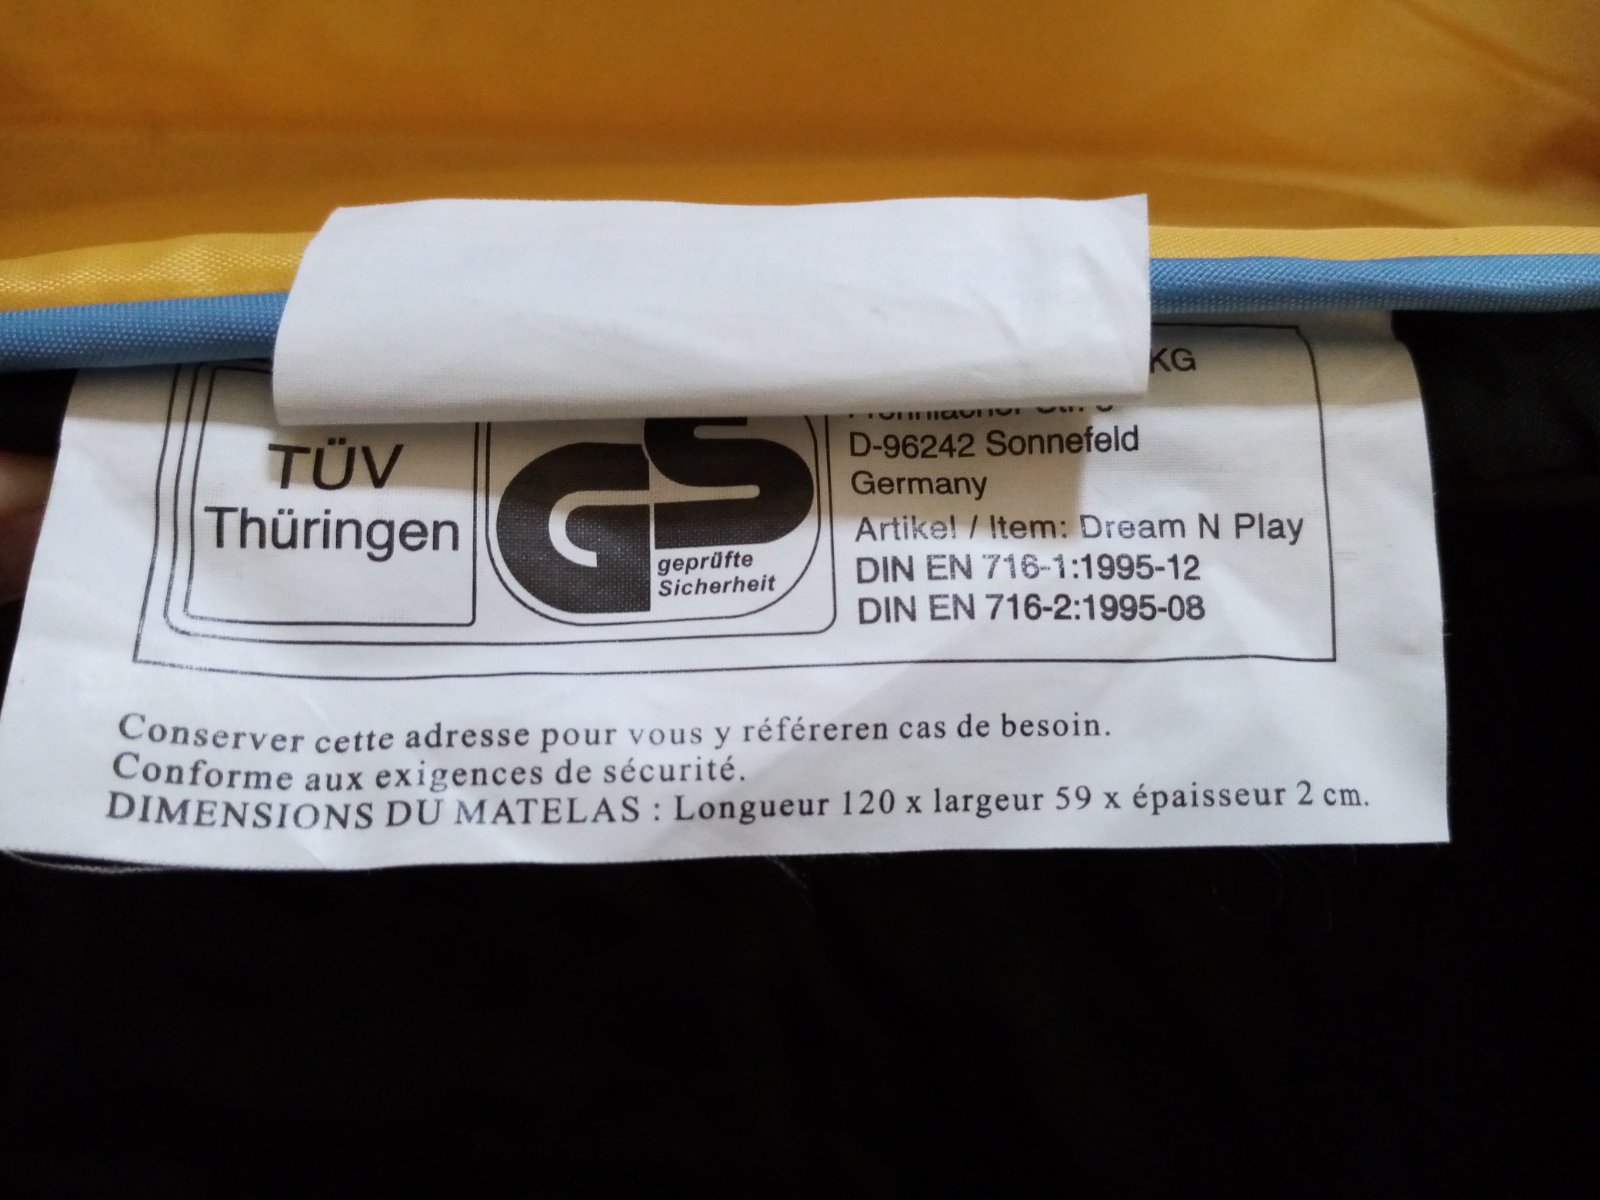 KG
D-96242 Sonnefeld
Germany
Artikel / Item: Dream N Play
DIN EN 716-1:1995-12
DIN EN 716-2:1995-08
TÜV
Thüringen
GS
geprüfte
Sicherheit
Conserver cette adresse pour vous y référeren cas de besoin.
Conforme aux exigences de sécurité.
DIMENSIONS DU MATELAS : Longueur 120 x largeur 59 x épaisseur 2 cm.